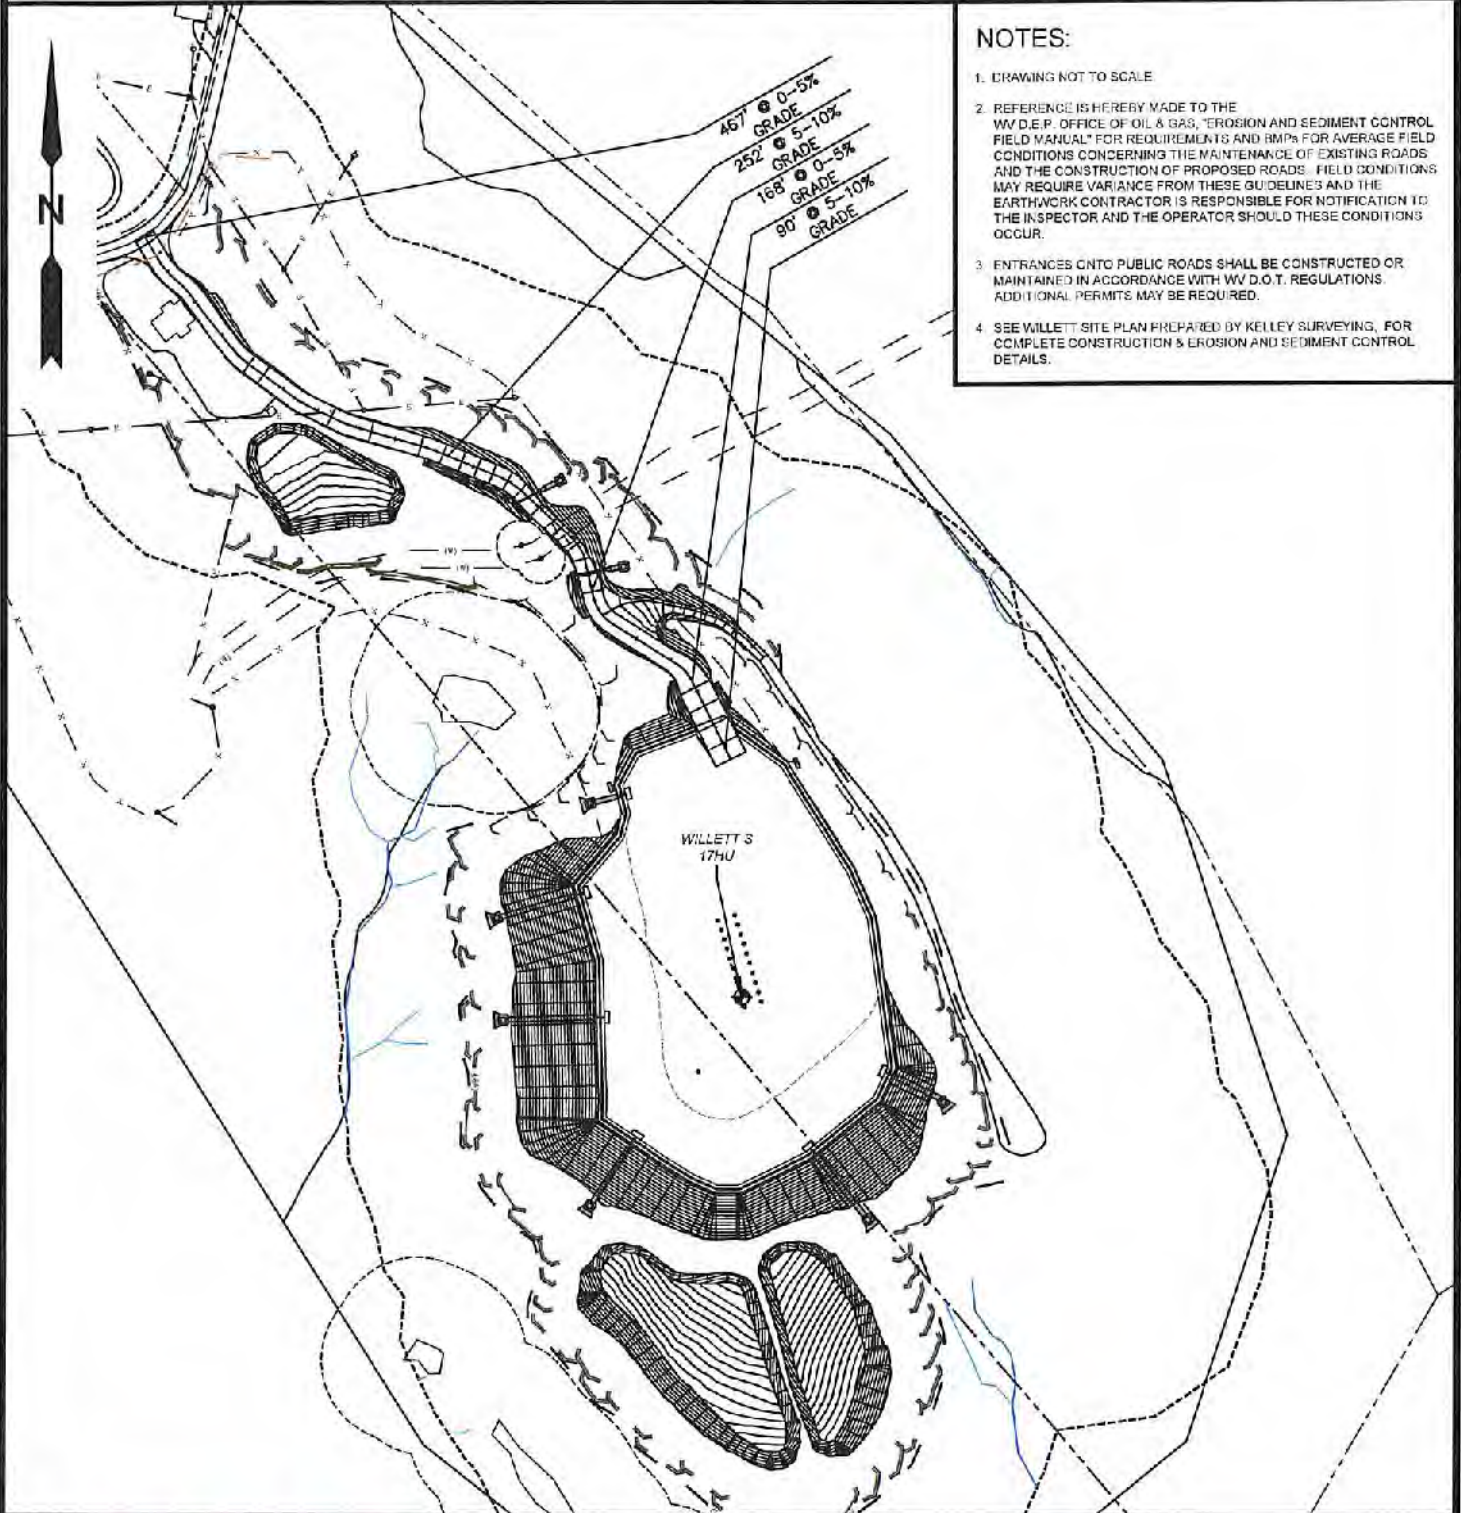 NOTES:
1. DRAWING NOT TO SCALE
2. REFERENCE IS HEREBY MADE TO THE
WV D.E.P. OFFICE OF OIL & GAS, "EROSION AND SEDIMENT CONTROL
FIELD MANUAL" FOR REQUIREMENTS AND BMPs FOR AVERAGE FIELD
CONDITIONS CONCERNING THE MAINTENANCE OF EXISTING ROADS
AND THE CONSTRUCTION OF PROPOSED ROADS. FIELD CONDITIONS
MAY REQUIRE VARIANCE FROM THESE GUIDELINES AND THE
EARTHWORK CONTRACTOR IS RESPONSIBLE FOR NOTIFICATION TO
THE INSPECTOR AND THE OPERATOR SHOULD THESE CONDITIONS
OCCUR.
3. ENTRANCES ONTO PUBLIC ROADS SHALL BE CONSTRUCTED OR
MAINTAINED IN ACCORDANCE WITH WV D.O.T. REGULATIONS.
ADDITIONAL PERMITS MAY BE REQUIRED.
4. SEE WILLETT SITE PLAN PREPARED BY KELLEY SURVEYING, FOR
COMPLETE CONSTRUCTION & EROSION AND SEDIMENT CONTROL
DETAILS.
N
467' @ 0-5%
GRADE
252' @ 5-10%
GRADE
168' @ 0-5%
GRADE
90' @ 5-10%
GRADE
(W)
(W)
(W)
WILLETT S
17HU